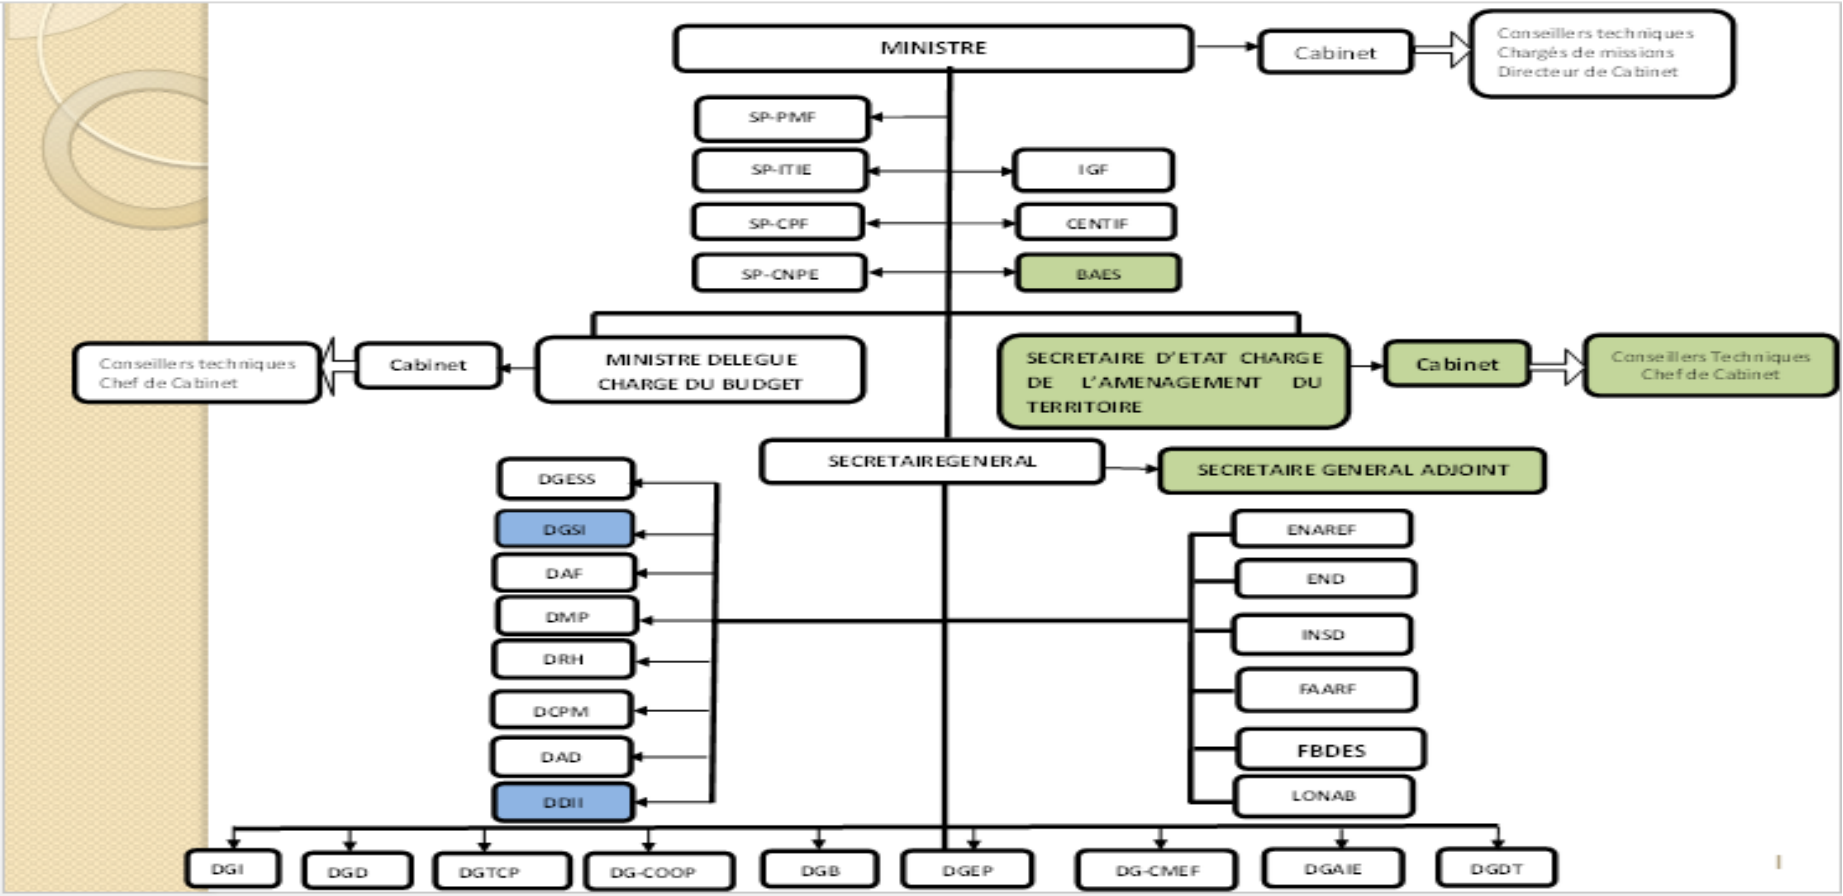 MINISTRE
Cabinet
Conseillers techniques
Chargés de missions
Directeur de Cabinet
SP-PMF
SP-ITIE
IGF
SP-CPF
CENTIF
SP-CNPE
BAES
Conseillers techniques
Chef de Cabinet
Cabinet
MINISTRE DELEGUE
CHARGE DU BUDGET
SECRETAIRE D'ETAT CHARGE
DE L'AMENAGEMENT DU
TERRITOIRE
Cabinet
Conseillers Techniques
Chef de Cabinet
SECRETAIREGENERAL
SECRETAIRE GENERAL ADJOINT
DGESS
DGSI
DAF
DMP
DRH
DCPM
DAD
DDII
ENAREF
END
INSD
FAARF
FBDES
LONAB
DGI
DGD
DGTCP
DG-COOP
DGB
DGEP
DG-CMEF
DGAIE
DGDT